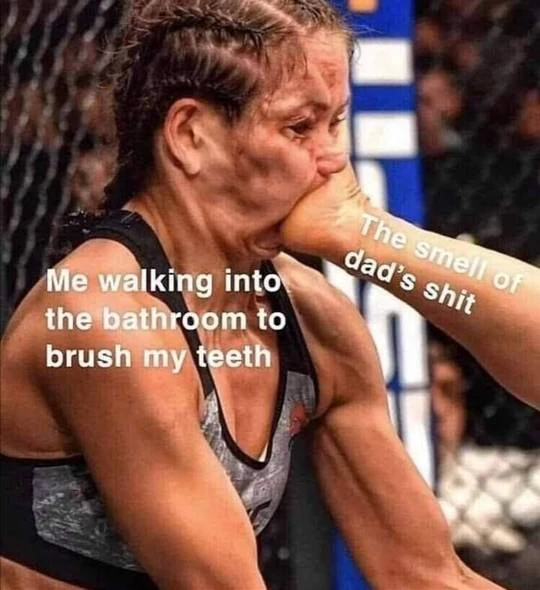 Me walking into
the bathroom to
brush my teeth
The smell of
dad's shit